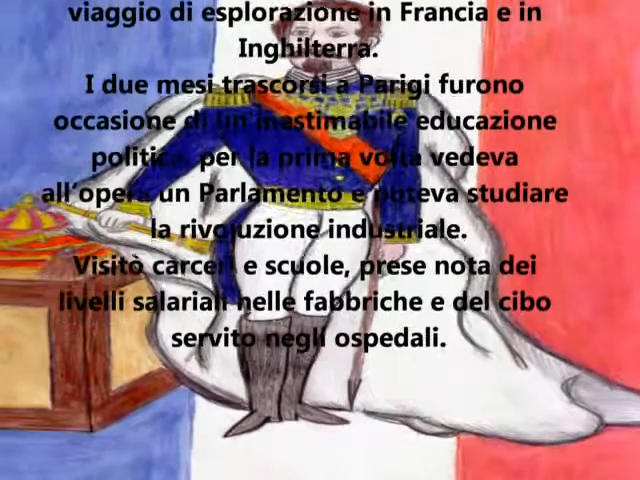 viaggio di esplorazione in Francia e in
Inghilterra.
I due mesi trascorsi a Parigi furono
occasione di un'inestimabile educazione
politica, per la prima volta vedeva
all'opera un Parlamento e poteva studiare
la rivoluzione industriale.
Visitò carceri e scuole, prese nota dei
livelli salariali nelle fabbriche e del cibo
servito negli ospedali.